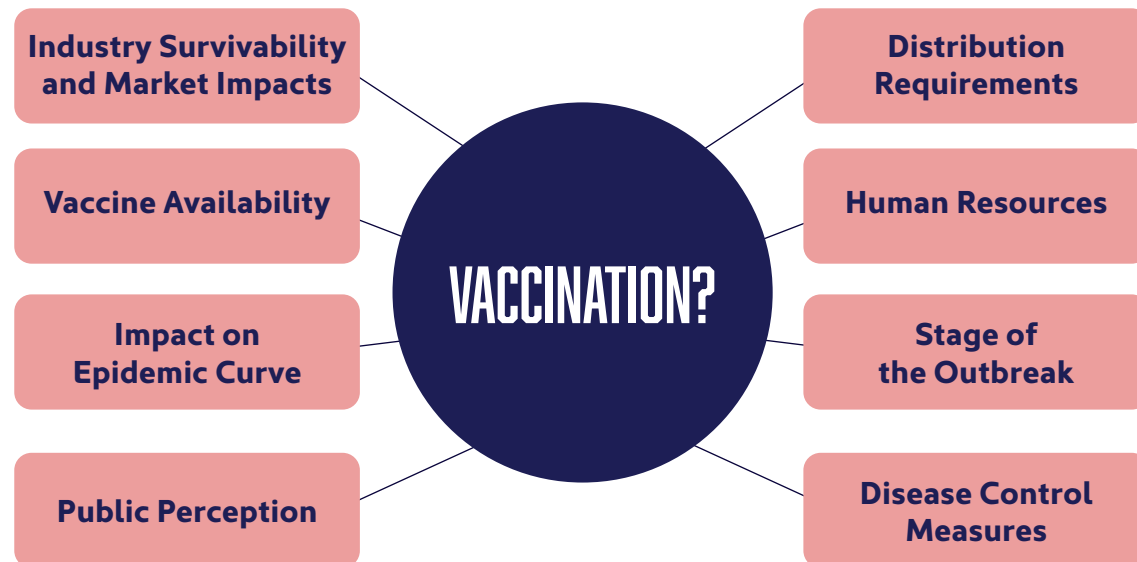 Industry Survivability
and Market Impacts
Vaccine Availability
Impact on
Epidemic Curve
Public Perception
VACCINATION?
Distribution
Requirements
Human Resources
Stage of
the Outbreak
Disease Control
Measures